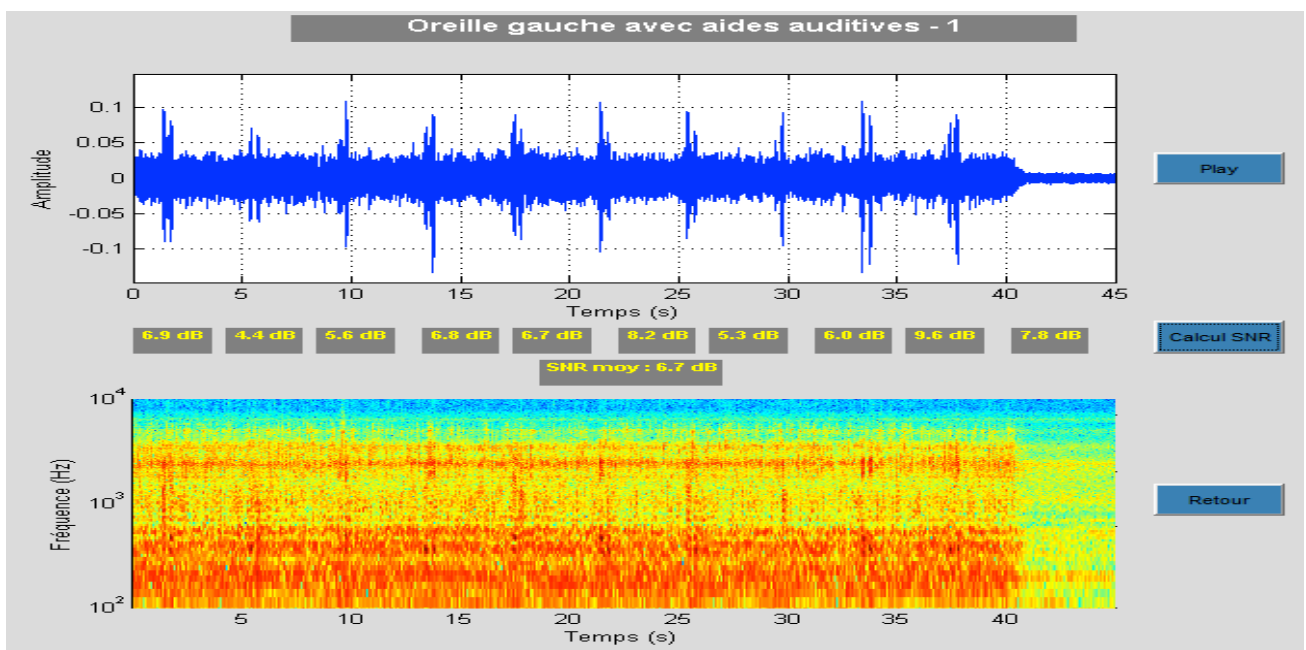 Oreille gauche avec aides auditives - 1
Amplitude
0.1
0.05
0
-0.05
-0.1
0 5 10 15 20 25 30 35 40 45
Temps (s)
Play
6.9 dB 4.4 dB 5.6 dB 6.8 dB 6.7 dB 8.2 dB 5.3 dB 6.0 dB 9.6 dB 7.8 dB
Calcul SNR
SNR moy : 6.7 dB
Fréquence (Hz)
10⁴
10³
10²
5 10 15 20 25 30 35 40
Temps (s)
Retour